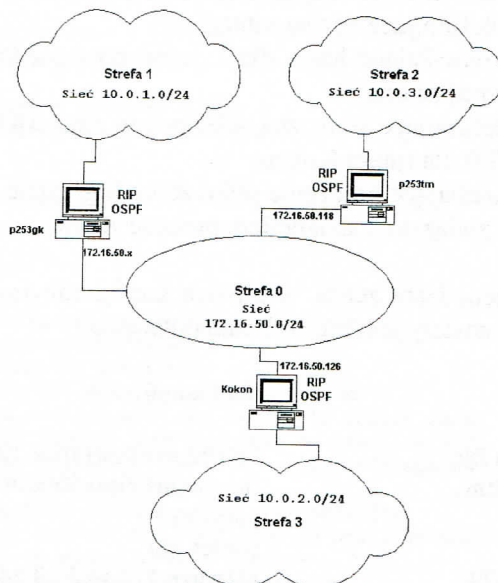 Strefa 1
Sieć 10.0.1.0/24
Strefa 2
Sieć 10.0.3.0/24
RIP
OSPF
p253gk
172.16.50.x
RIP
OSPF
p253tm
172.16.50.118
Strefa 0
Sieć
172.16.50.0/24
172.16.50.126
Kokon
RIP
OSPF
Sieć 10.0.2.0/24
Strefa 3